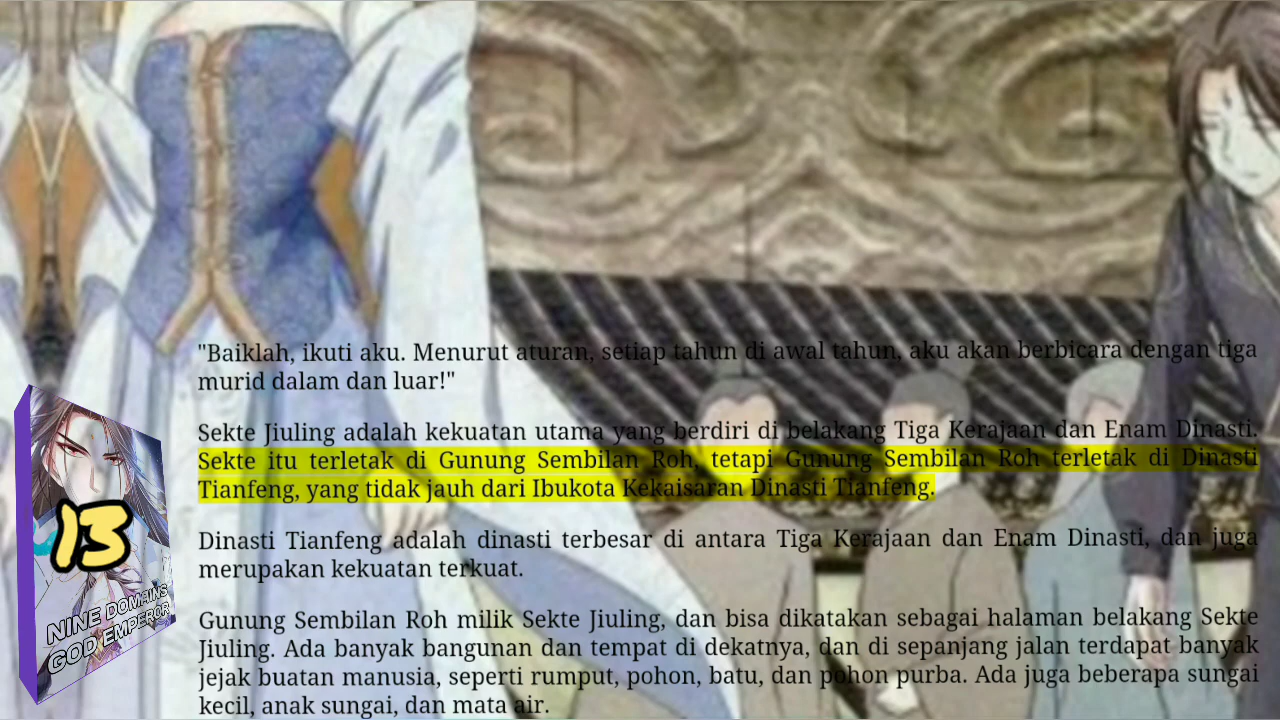 "Baiklah, ikuti aku. Menurut aturan, setiap tahun di awal tahun, aku akan berbicara dengan tiga
murid dalam dan luar!"
Sekte Jiuling adalah kekuatan utama yang berdiri di belakang Tiga Kerajaan dan Enam Dinasti.
Sekte itu terletak di Gunung Sembilan Roh, tetapi Gunung Sembilan Roh terletak di Dinasti
Tianfeng, yang tidak jauh dari Ibukota Kekaisaran Dinasti Tianfeng.
Dinasti Tianfeng adalah dinasti terbesar di antara Tiga Kerajaan dan Enam Dinasti, dan juga
merupakan kekuatan terkuat.
Gunung Sembilan Roh milik Sekte Jiuling, dan bisa dikatakan sebagai halaman belakang Sekte
Jiuling. Ada banyak bangunan dan tempat di dekatnya, dan di sepanjang jalan terdapat banyak
jejak buatan manusia, seperti rumput, pohon, batu, dan pohon purba. Ada juga beberapa sungai
kecil, anak sungai, dan mata air.
13
NINE DOMAINS
GOD EMPEROR